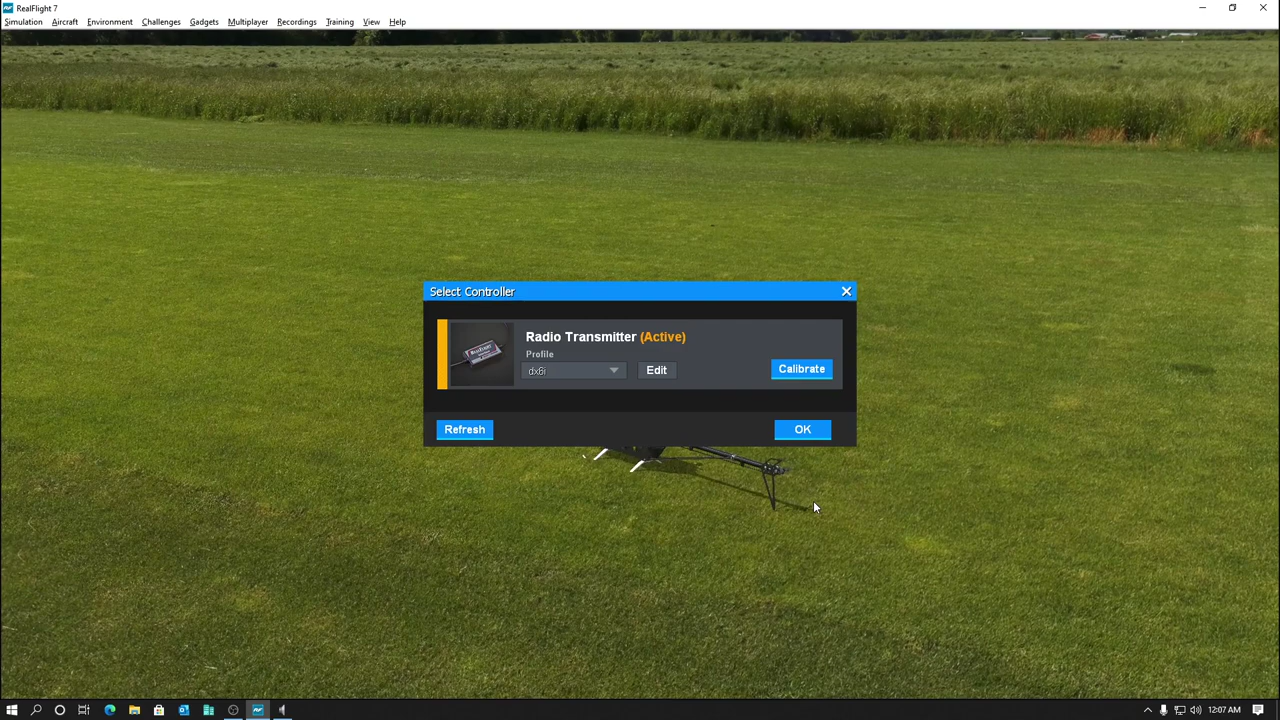 RealFlight 7
Simulation Aircraft Environment Challenges Gadgets Multiplayer Recordings Training View Help
Select Controller
Radio Transmitter (Active)
Profile
dx6i Edit Calibrate
Refresh OK
12:07 AM